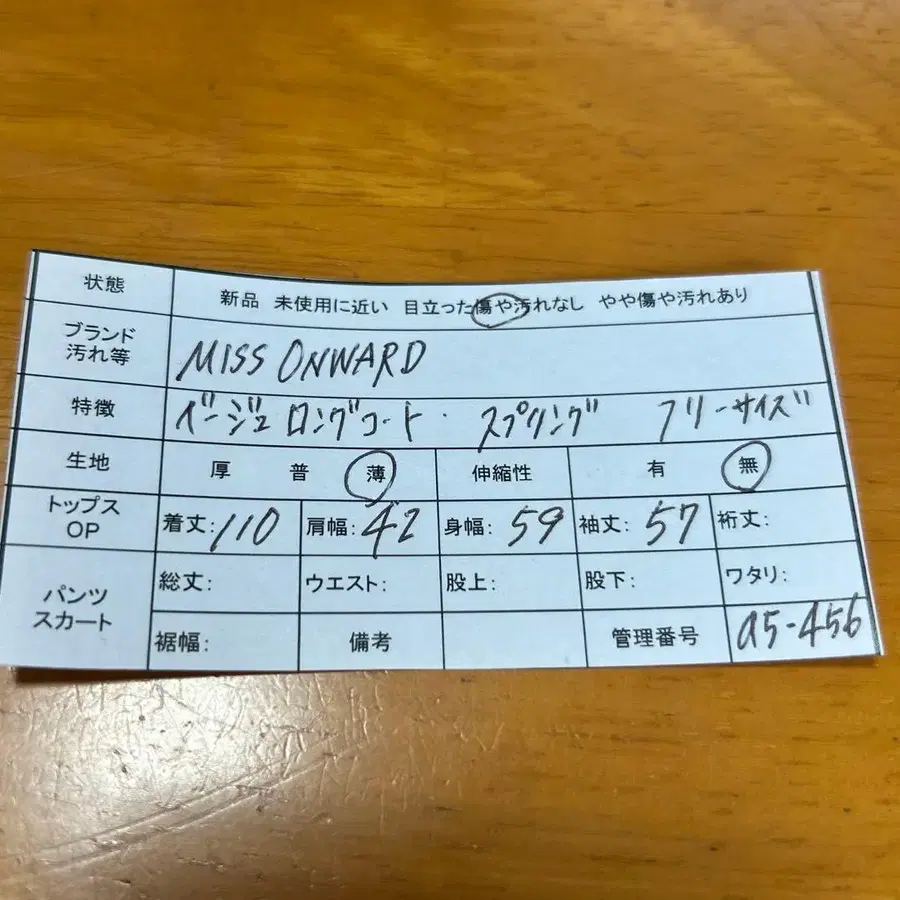 状態 新品 未使用に近い 目立った傷や汚れなし やや傷や汚れあり
ブランド
汚れ等 MISS ONWARD
特徴 ベージュ ロングコート・ スプリング フリーサイズ
生地 厚 普 薄 伸縮性 有 無
トップス
OP 着丈: 110 肩幅: 42 身幅: 59 袖丈: 57 裄丈:
パンツ
スカート 総丈: ウエスト: 股上: 股下: ワタリ:
裾幅: 備考 管理番号 a5-456